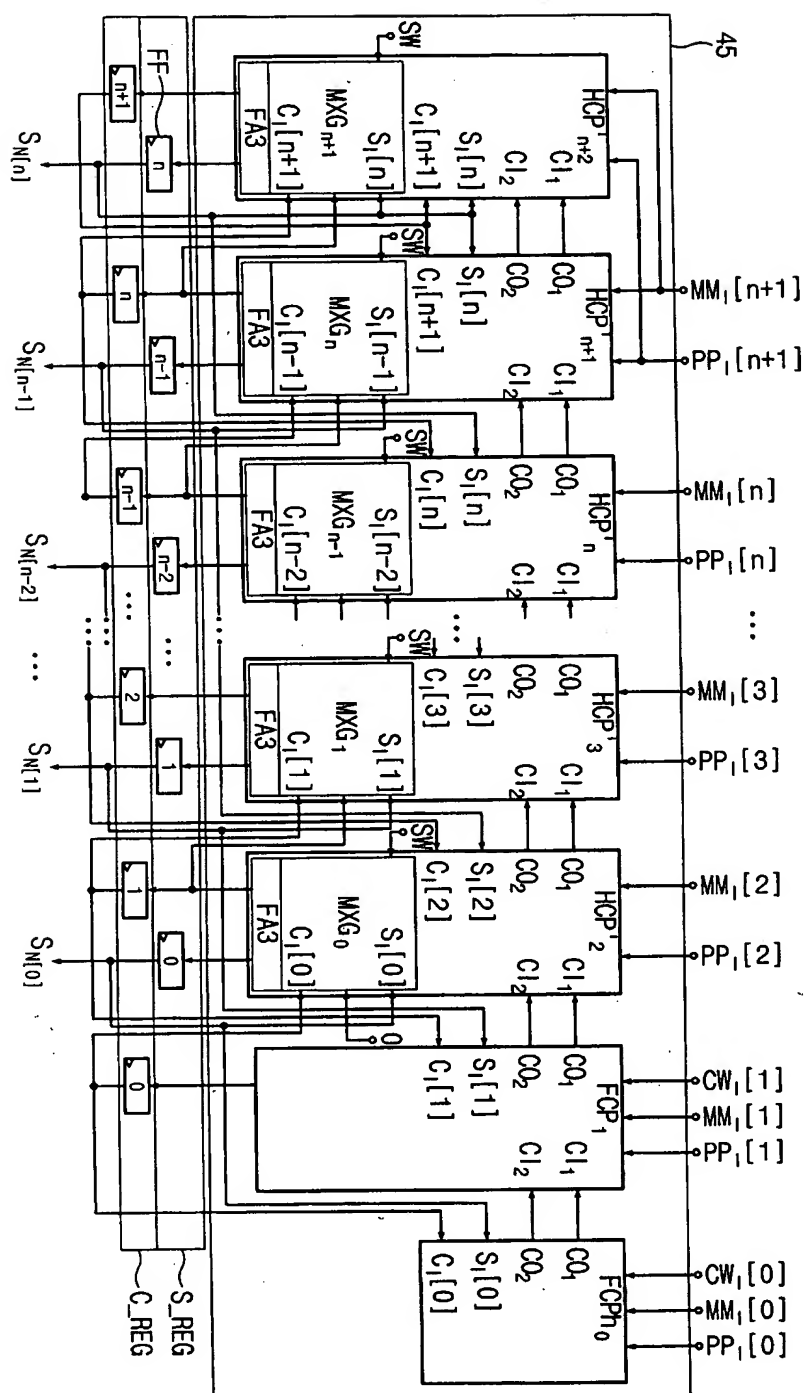 45
MM₁[n+1]
PP₁[n+1]
MM₁[n]
PP₁[n]
...
MM₁[3]
PP₁[3]
MM₁[2]
PP₁[2]
CW₁[1]
MM₁[1]
PP₁[1]
CW₁[0]
MM₁[0]
PP₁[0]
HCP'n+2
CI₁
CI₂
S₁[n]
C₁[n+1]
SW
MXGn+1
S₁[n]
C₁[n+1]
FA3
HCP'n+1
CO₁
CI₁
CO₂
CI₂
S₁[n]
C₁[n+1]
SW
MXGn
S₁[n-1]
C₁[n-1]
FA3
HCP'n
CO₁
CI₁
CO₂
CI₂
S₁[n]
C₁[n]
SW
MXGn-1
S₁[n-2]
C₁[n-2]
FA3
...
HCP'3
CO₁
CI₁
CO₂
CI₂
S₁[3]
C₁[3]
SW
MXG₁
S₁[1]
C₁[1]
FA3
HCP'2
CO₁
CI₁
CO₂
CI₂
S₁[2]
C₁[2]
SW
MXG₀
S₁[0]
C₁[0]
FA3
0
FCP₁
CO₁
CI₁
CO₂
CI₂
S₁[1]
C₁[1]
FCPh₀
CO₁
CO₂
S₁[0]
C₁[0]
FF
n
n-1
n-2
...
1
0
S_REG
n+1
n
n-1
...
2
1
0
C_REG
SN[n]
SN[n-1]
SN[n-2]
...
SN[1]
SN[0]